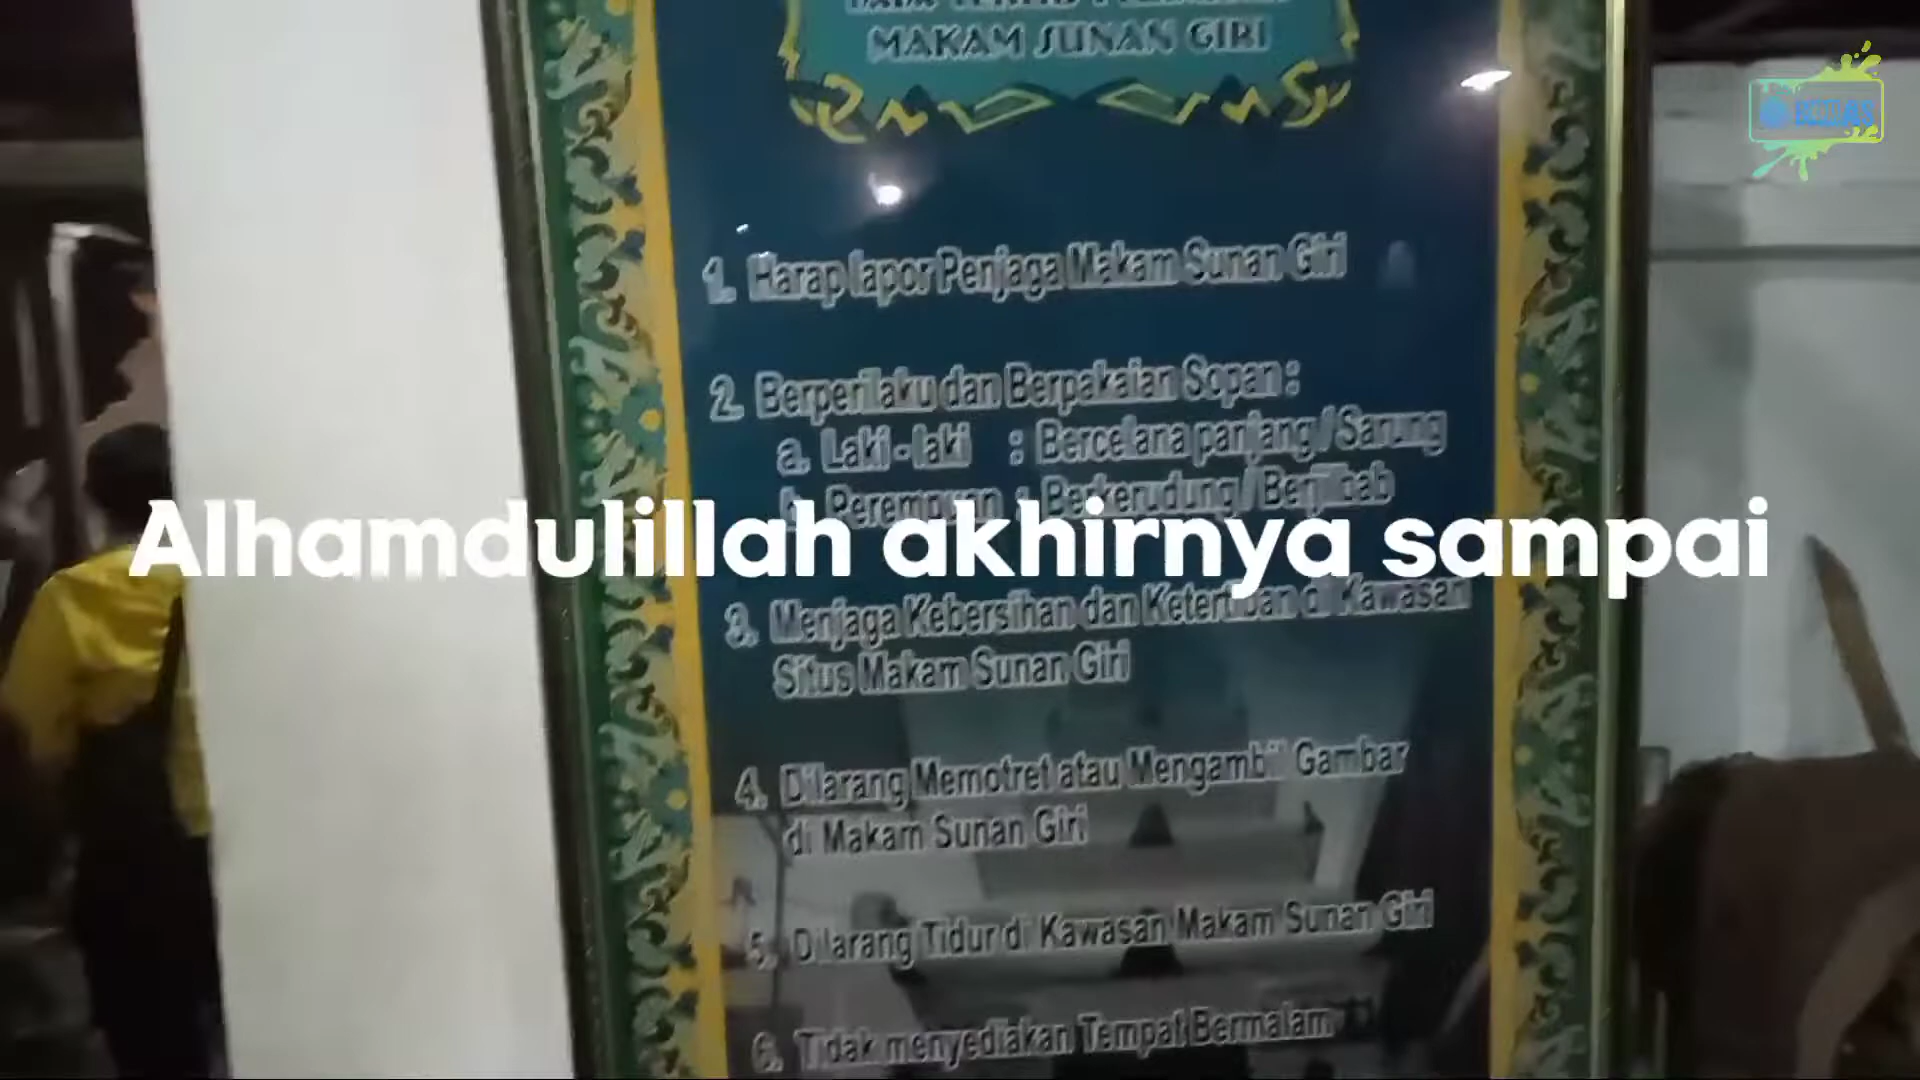 MAKAM SUNAN GIRI
1. Harap lapor Penjaga Makam Sunan Giri
2. Berperilaku dan Berpakaian Sopan :
a. Laki - laki : Bercelana panjang / Sarung
b. Perempuan : Berkerudung / Berjilbab
Alhamdulillah akhirnya sampai
3. Menjaga Kebersihan dan Ketertiban di Kawasan
Situs Makam Sunan Giri
4. Dilarang Memotret atau Mengambil Gambar
di Makam Sunan Giri
5. Dilarang Tidur di Kawasan Makam Sunan Giri
6. Tidak menyediakan Tempat Bermalam